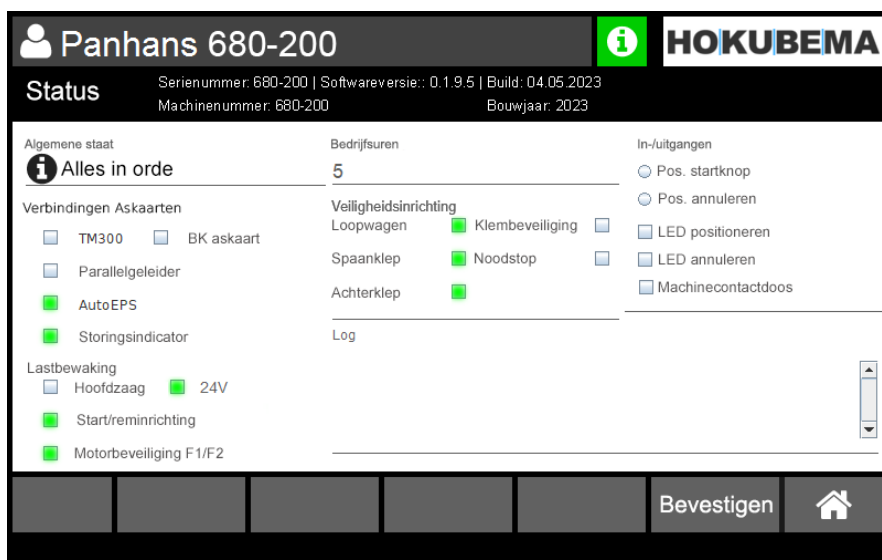 Panhans 680-200
HOKUBEMA
Status
Serienummer: 680-200 | Softwareversie:: 0.1.9.5 | Build: 04.05.2023
Machinenummer: 680-200 Bouwjaar: 2023
Algemene staat
Alles in orde
Verbindingen Askaarten
TM300 BK askaart
Parallelgeleider
AutoEPS
Storingsindicator
Lastbewaking
Hoofdzaag 24V
Start/reminrichting
Motorbeveiliging F1/F2
Bedrijfsuren
5
Veiligheidsinrichting
Loopwagen Klembeveiliging
Spaanklep Noodstop
Achterklep
Log
In-/uitgangen
Pos. startknop
Pos. annuleren
LED positioneren
LED annuleren
Machinecontactdoos
Bevestigen